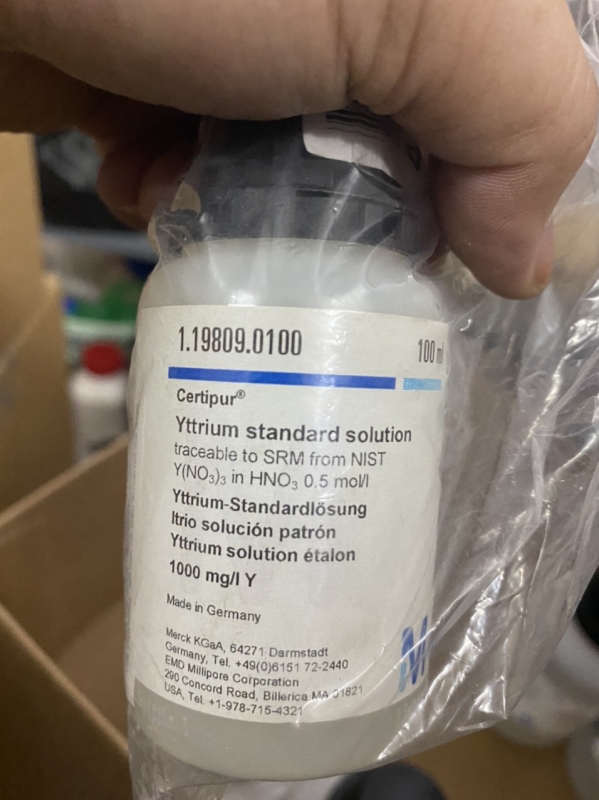 1.19809.0100
100 ml
Certipur®
Yttrium standard solution
traceable to SRM from NIST
Y(NO₃)₃ in HNO₃ 0.5 mol/l
Yttrium-Standardlösung
Itrio solución patrón
Yttrium solution étalon
1000 mg/l Y
Made in Germany
Merck KGaA, 64271 Darmstadt
Germany, Tel. +49(0)6151 72-2440
EMD Millipore Corporation
290 Concord Road, Billerica MA 01821
USA, Tel. +1-978-715-4321
M